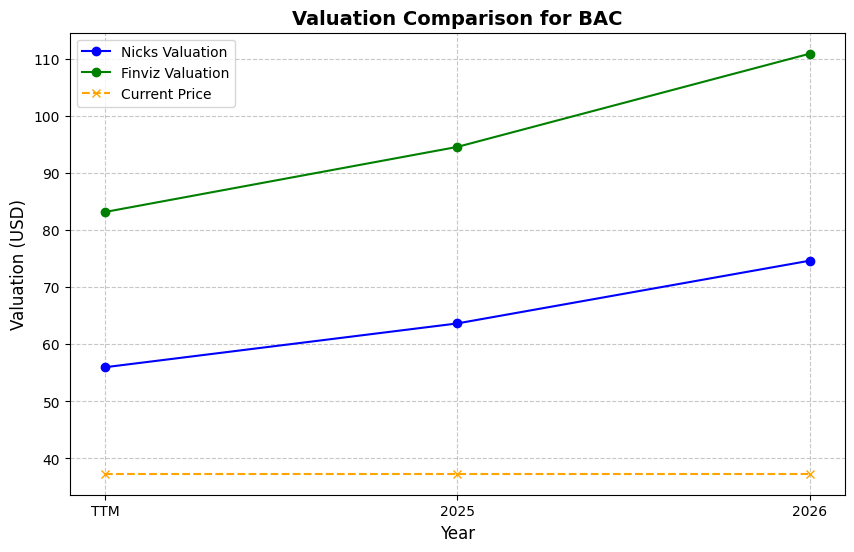 Valuation Comparison for BAC
Nicks Valuation
Finviz Valuation
Current Price
Valuation (USD)
110
100
90
80
70
60
50
40
TTM
2025
2026
Year